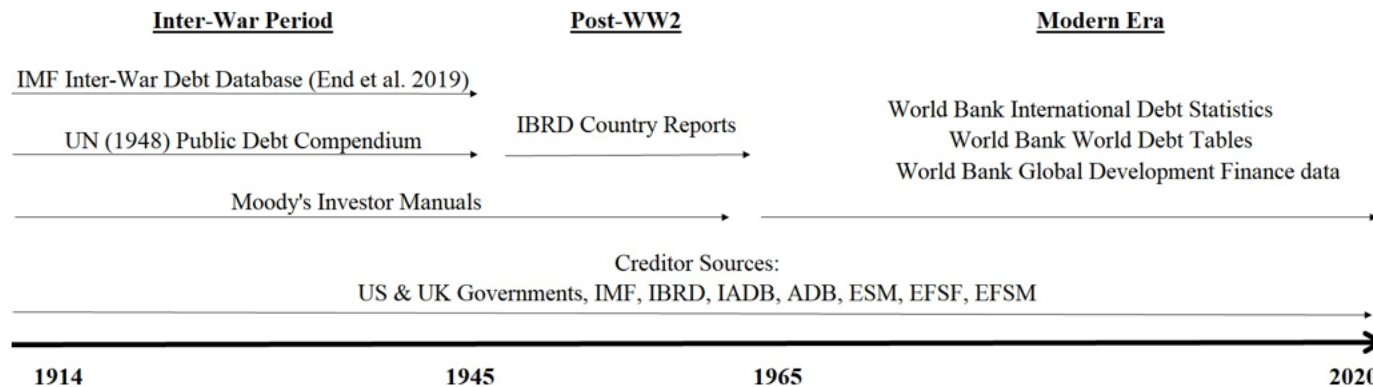 Inter-War Period
Post-WW2
Modern Era
IMF Inter-War Debt Database (End et al. 2019)
UN (1948) Public Debt Compendium
IBRD Country Reports
World Bank International Debt Statistics
World Bank World Debt Tables
World Bank Global Development Finance data
Moody's Investor Manuals
Creditor Sources:
US & UK Governments, IMF, IBRD, IADB, ADB, ESM, EFSF, EFSM
1914
1945
1965
2020